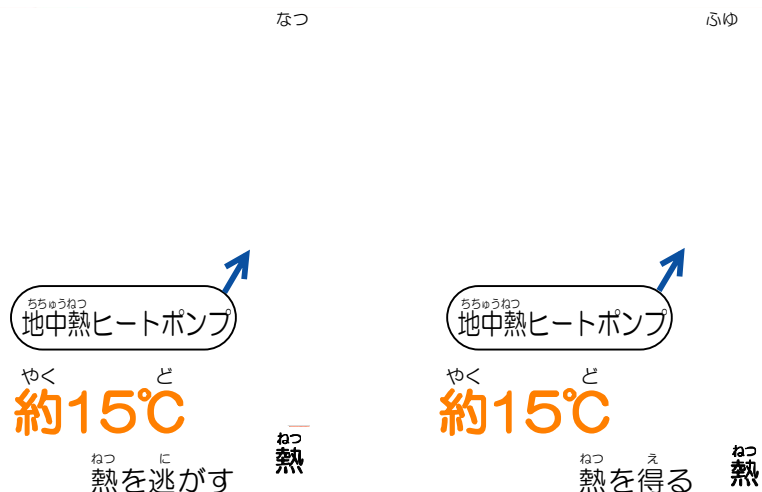 なつ
ちちゅうねつ
地中熱ヒートポンプ
やく ど
約15℃
ねつ
熱
ねつ に
熱を逃がす
ふゆ
ちちゅうねつ
地中熱ヒートポンプ
やく ど
約15℃
ねつ
熱
ねつ え
熱を得る